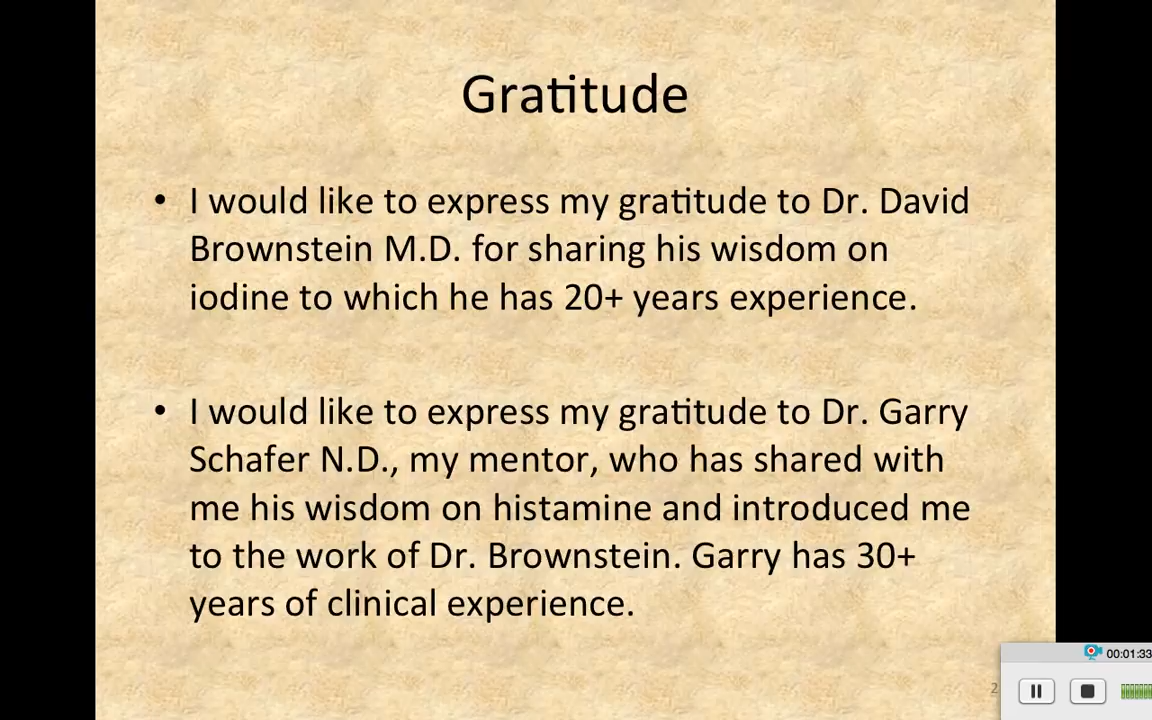 Gratitude
• I would like to express my gratitude to Dr. David
Brownstein M.D. for sharing his wisdom on
iodine to which he has 20+ years experience.
• I would like to express my gratitude to Dr. Garry
Schafer N.D., my mentor, who has shared with
me his wisdom on histamine and introduced me
to the work of Dr. Brownstein. Garry has 30+
years of clinical experience.
00:01:33
2